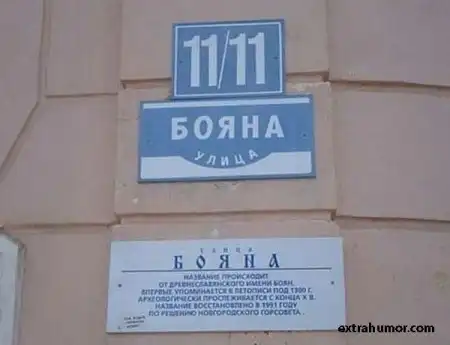 11/11
БОЯНА
УЛИЦА
УЛИЦА
БОЯНА
НАЗВАНИЕ ПРОИСХОДИТ
ОТ ДРЕВНЕСЛАВЯНСКОГО ИМЕНИ БОЯН.
ВПЕРВЫЕ УПОМИНАЕТСЯ В ЛЕТОПИСИ ПОД 1300 Г.
АРХЕОЛОГИЧЕСКИ ПРОСЛЕЖИВАЕТСЯ С КОНЦА X В.
НАЗВАНИЕ ВОССТАНОВЛЕНО В 1991 ГОДУ
ПО РЕШЕНИЮ НОВГОРОДСКОГО ГОРСОВЕТА.
extrahumor.com